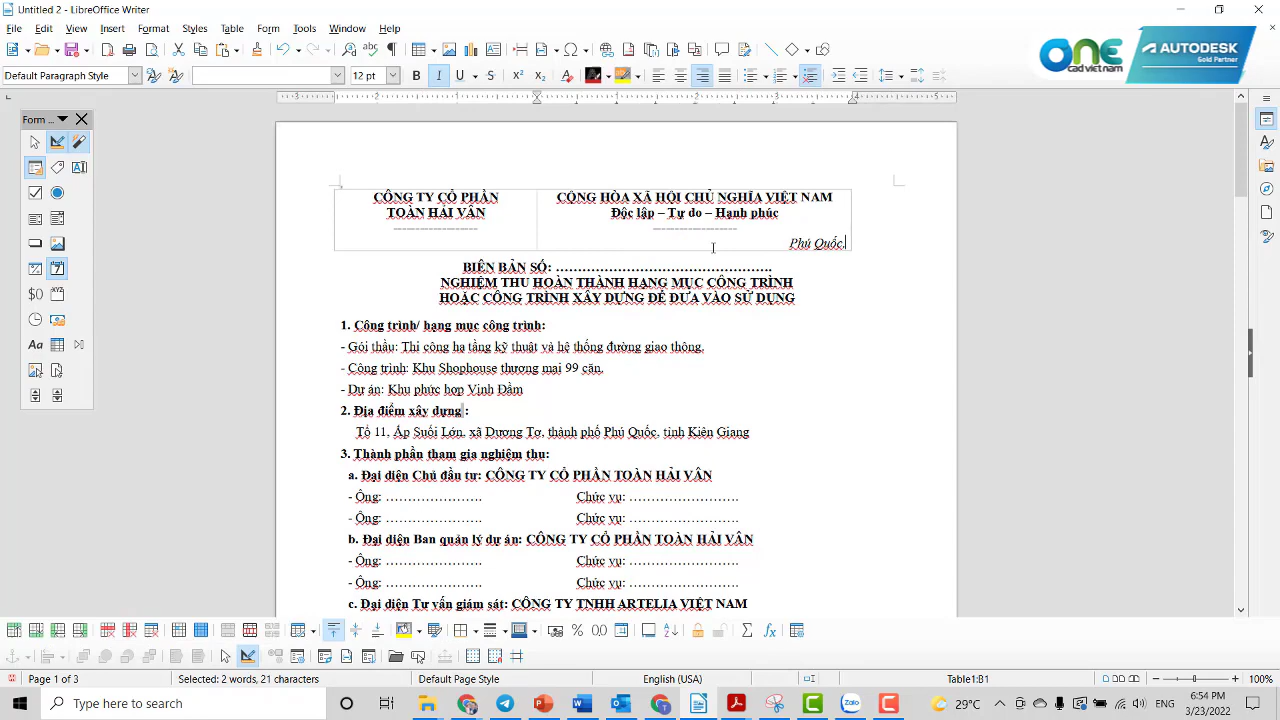 Untitled 2 - LibreOffice Writer
File Edit View Insert Format Styles Table Form Tools Window Help
ONE
cadvietnam
AUTODESK
Gold Partner
Default Paragraph Style
12 pt
Form ...
CÔNG TY CỔ PHẦN
TOÀN HẢI VÂN
-------------------
CỘNG HÒA XÃ HỘI CHỦ NGHĨA VIỆT NAM
Độc lập – Tự do – Hạnh phúc
-------------------
Phú Quốc,
BIÊN BẢN SỐ: ………………………………………….
NGHIỆM THU HOÀN THÀNH HẠNG MỤC CÔNG TRÌNH
HOẶC CÔNG TRÌNH XÂY DỰNG ĐỂ ĐƯA VÀO SỬ DỤNG
1. Công trình/ hạng mục công trình:
- Gói thầu: Thi công hạ tầng kỹ thuật và hệ thống đường giao thông.
- Công trình: Khu Shophouse thương mại 99 căn.
- Dự án: Khu phức hợp Vịnh Đầm
2. Địa điểm xây dựng :
Tổ 11, Ấp Suối Lớn, xã Dương Tơ, thành phố Phú Quốc, tỉnh Kiên Giang
3. Thành phần tham gia nghiệm thu:
a. Đại diện Chủ đầu tư: CÔNG TY CỔ PHẦN TOÀN HẢI VÂN
- Ông: …………………. Chức vụ: …………………….
- Ông: …………………. Chức vụ: …………………….
b. Đại diện Ban quản lý dự án: CÔNG TY CỔ PHẦN TOÀN HẢI VÂN
- Ông: …………………. Chức vụ: …………………….
- Ông: …………………. Chức vụ: …………………….
c. Đại diện Tư vấn giám sát: CÔNG TY TNHH ARTELIA VIỆT NAM
Page 1 of 3 Selected: 2 words, 21 characters Default Page Style English (USA) Table1:B1 100%
Type here to search
29°C
6:54 PM
3/23/2022